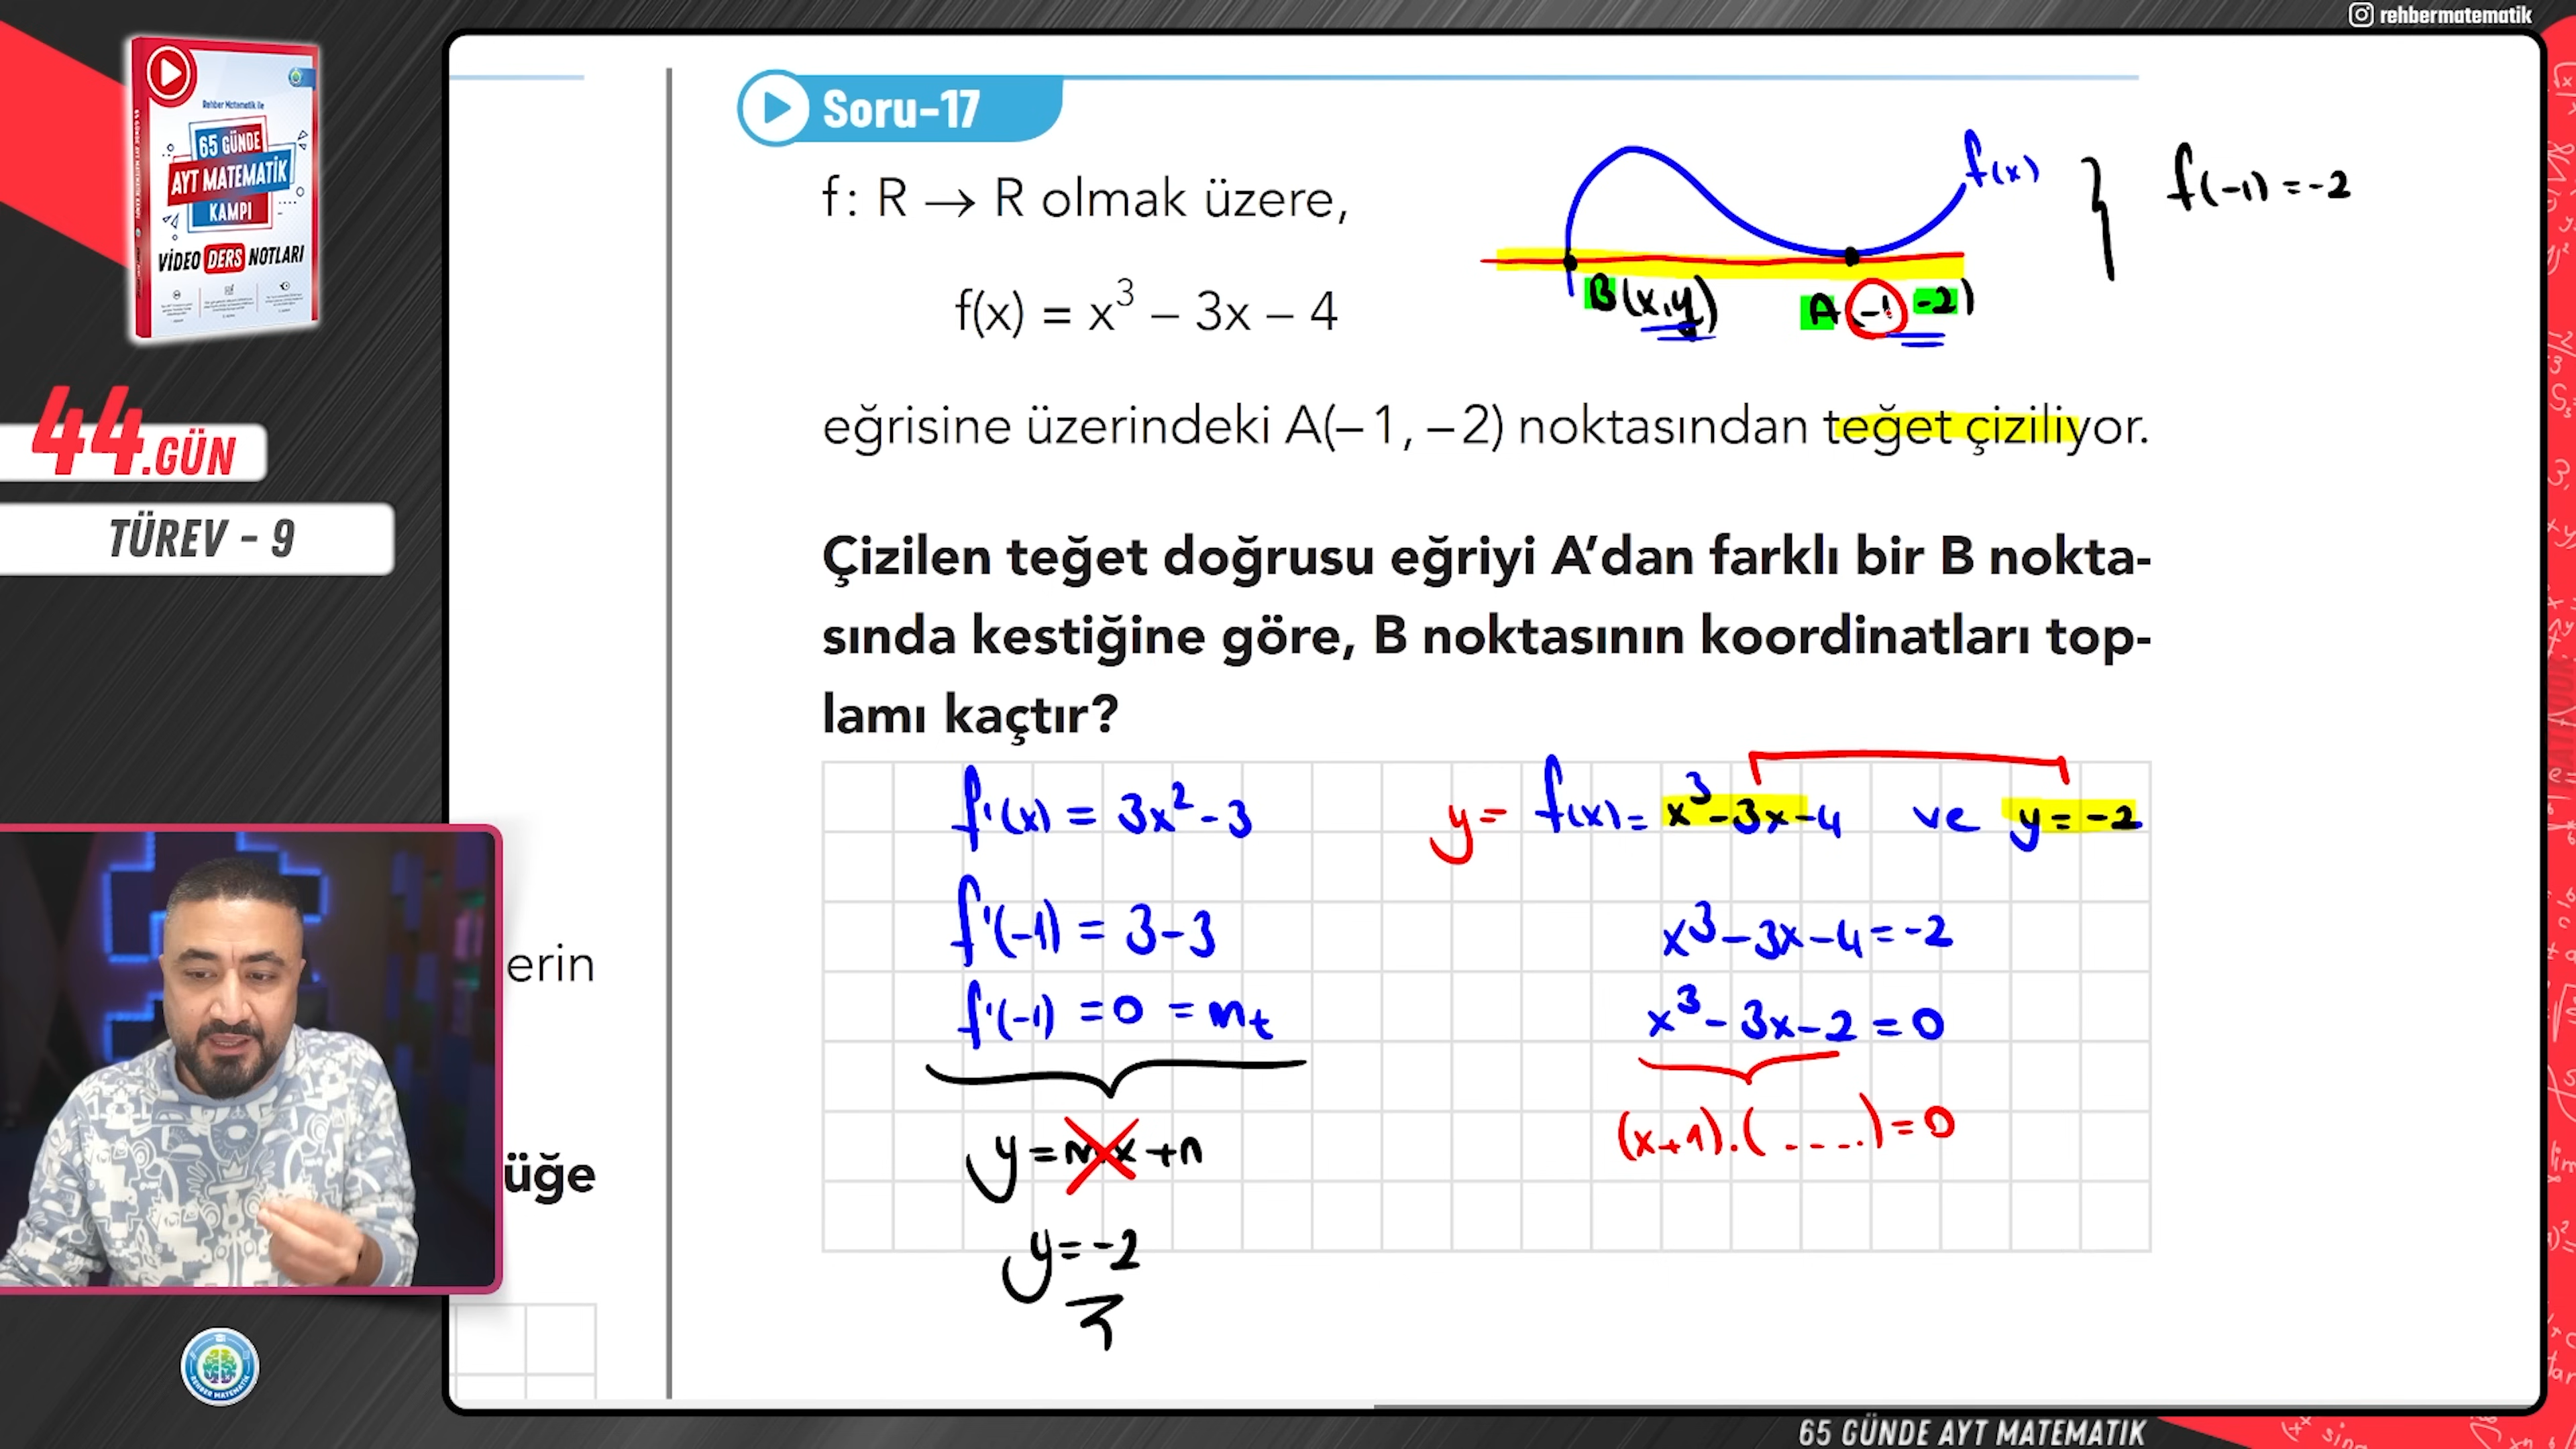 rehbermatematik
Rehber Matematik ile
65 GÜNDE
AYT MATEMATİK
KAMPI
VİDEO DERS NOTLARI
44.GÜN
TÜREV - 9
Soru-17
f: R → R olmak üzere,
f(x) = x³ – 3x – 4
eğrisine üzerindeki A(–1, –2) noktasından teğet çiziliyor.
Çizilen teğet doğrusu eğriyi A'dan farklı bir B nokta-
sında kestiğine göre, B noktasının koordinatları top-
lamı kaçtır?
f(x)
f(-1) = -2
B(x,y)
A(-1, -2)
f'(x) = 3x² - 3
f'(-1) = 3-3
f'(-1) = 0 = mt
y = mx + n
y = -2
y = f(x) = x³-3x-4 ve y = -2
x³-3x-4 = -2
x³-3x-2 = 0
(x+1).(.....) = 0
erin
üğe
REHBER MATEMATİK
65 GÜNDE AYT MATEMATİK